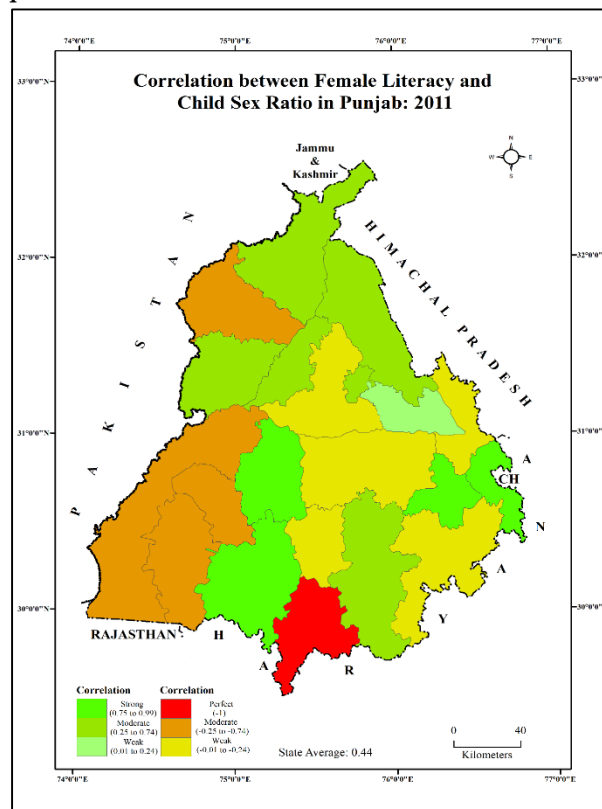 74°0'0"E 75°0'0"E 76°0'0"E 77°0'0"E
Correlation between Female Literacy and
Child Sex Ratio in Punjab: 2011
33°0'0"N 33°0'0"N
N
W E
S
Jammu
&
Kashmir
PAKISTAN
HIMACHAL PRADESH
32°0'0"N 32°0'0"N
31°0'0"N 31°0'0"N
CH
30°0'0"N 30°0'0"N
RAJASTHAN
HARYANA
Correlation Correlation
Strong
(0.75 to 0.99)
Perfect
(-1)
Moderate
(0.25 to 0.74)
Moderate
(-0.25 to -0.74)
Weak
(0.01 to 0.24)
Weak
(-0.01 to -0.24)
State Average: 0.44
0 40
Kilometers
74°0'0"E 75°0'0"E 76°0'0"E 77°0'0"E